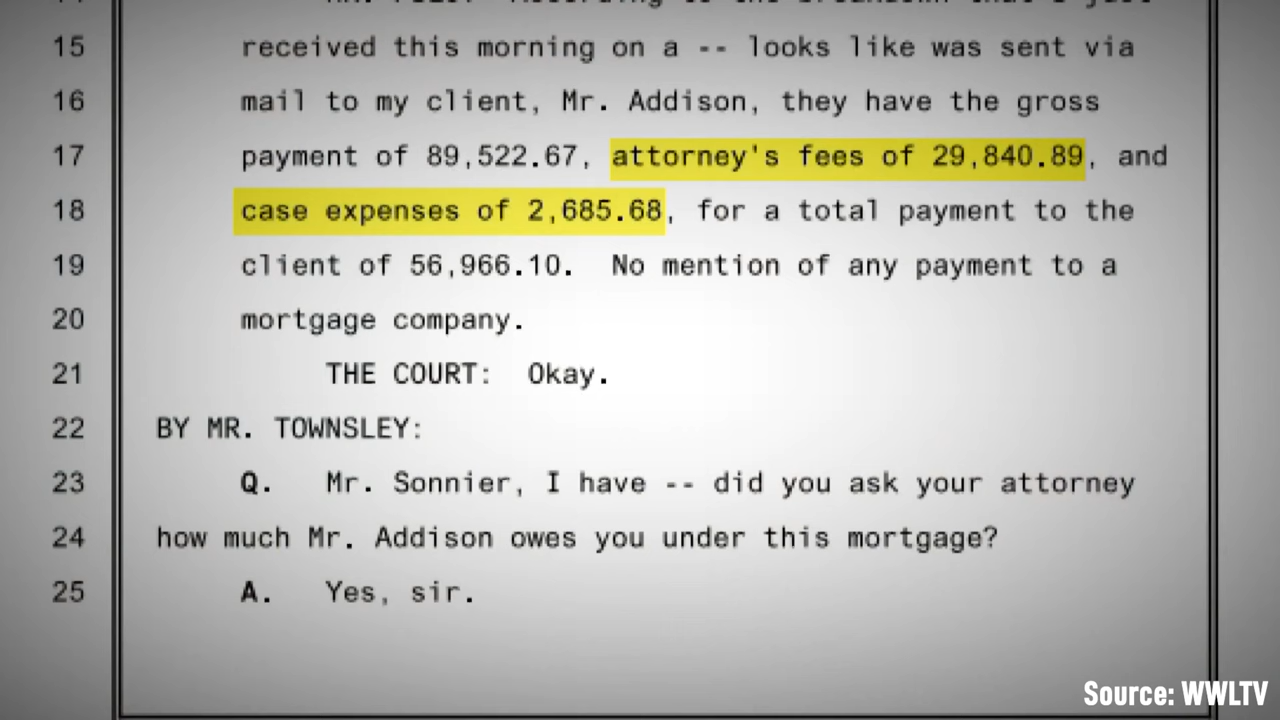 15 received this morning on a -- looks like was sent via
16 mail to my client, Mr. Addison, they have the gross
17 payment of 89,522.67, attorney's fees of 29,840.89, and
18 case expenses of 2,685.68, for a total payment to the
19 client of 56,966.10. No mention of any payment to a
20 mortgage company.
21 THE COURT: Okay.
22 BY MR. TOWNSLEY:
23 Q. Mr. Sonnier, I have -- did you ask your attorney
24 how much Mr. Addison owes you under this mortgage?
25 A. Yes, sir.
Source: WWLTV